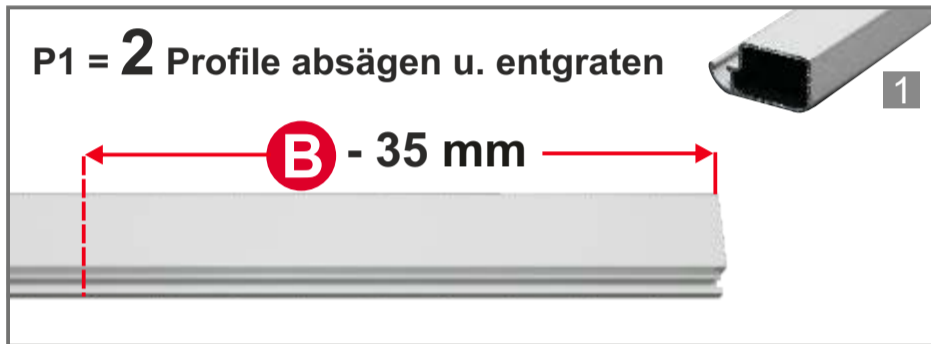 P1 = 2 Profile absägen u. entgraten
1
B - 35 mm